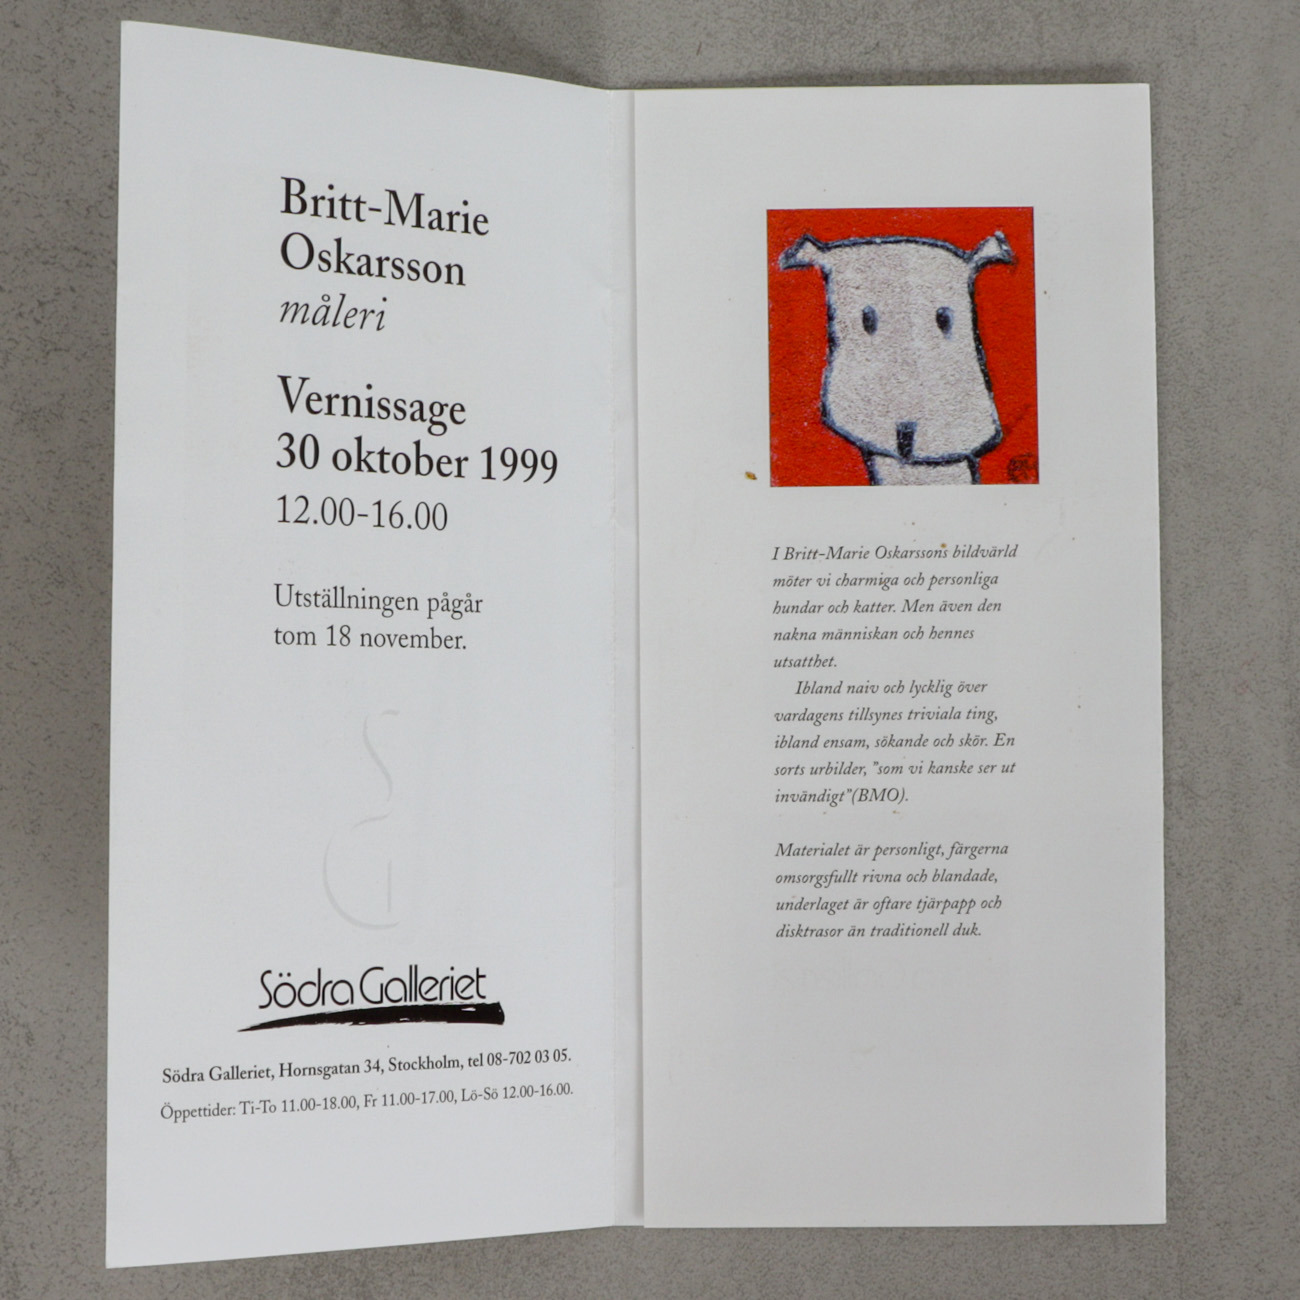 Britt-Marie
Oskarsson
måleri
Vernissage
30 oktober 1999
12.00-16.00
Utställningen pågår
tom 18 november.
Södra Galleriet
Södra Galleriet, Hornsgatan 34, Stockholm, tel 08-702 03 05.
Öppettider: Ti-To 11.00-18.00, Fr 11.00-17.00, Lö-Sö 12.00-16.00.
I Britt-Marie Oskarssons bildvärld
möter vi charmiga och personliga
hundar och katter. Men även den
nakna människan och hennes
utsatthet.
Ibland naiv och lycklig över
vardagens tillsynes triviala ting,
ibland ensam, sökande och skör. En
sorts urbilder, "som vi kanske ser ut
invändigt"(BMO).
Materialet är personligt, färgerna
omsorgsfullt rivna och blandade,
underlaget är oftare tjärpapp och
disktrasor än traditionell duk.